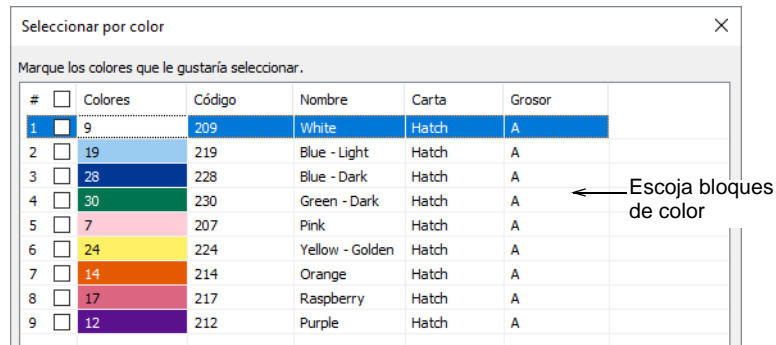 Seleccionar por color
Marque los colores que le gustaría seleccionar.
# Colores Código Nombre Carta Grosor
1 9 209 White Hatch A
2 19 219 Blue - Light Hatch A
3 28 228 Blue - Dark Hatch A
4 30 230 Green - Dark Hatch A
5 7 207 Pink Hatch A
6 24 224 Yellow - Golden Hatch A
7 14 214 Orange Hatch A
8 17 217 Raspberry Hatch A
9 12 212 Purple Hatch A
Escoja bloques
de color